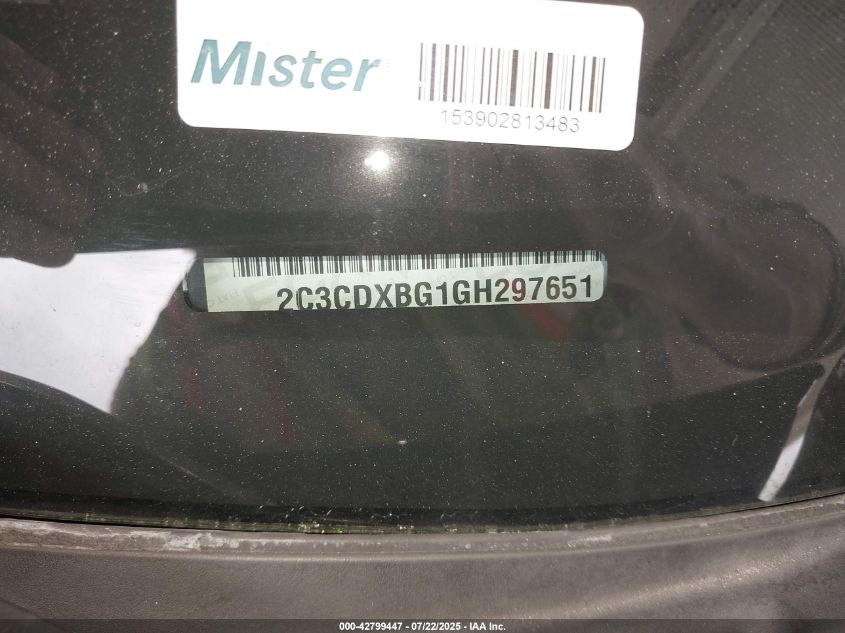 Mister
153902813483
2C3CDXBG1GH297651
000-42799447 - 07/22/2025 - IAA Inc.